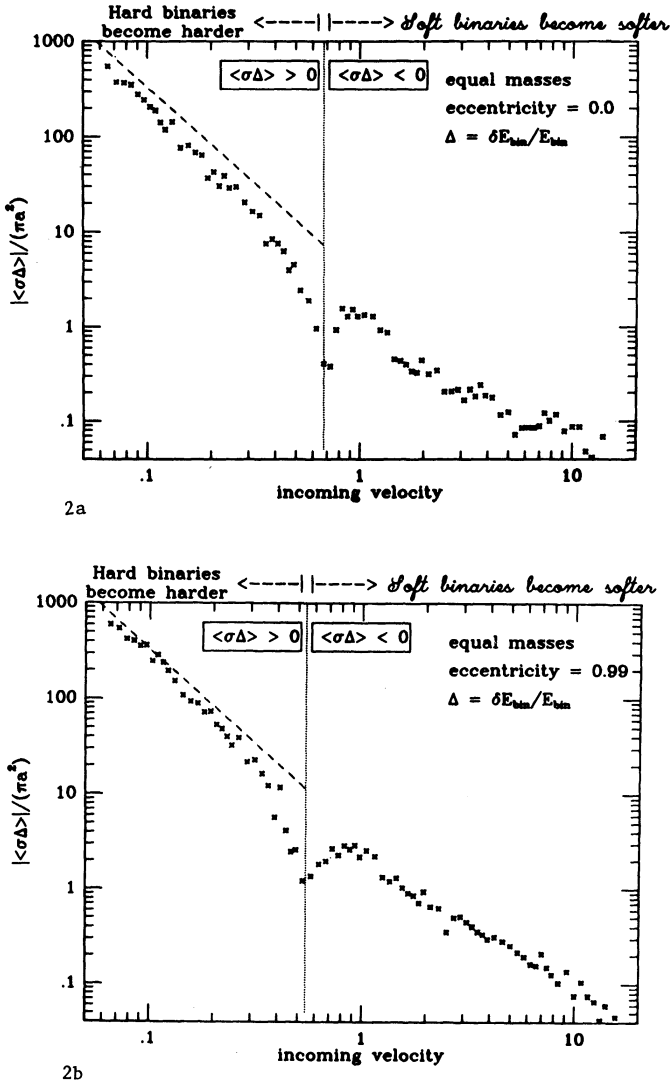 Hard binaries
become harder <----| |----> Soft binaries become softer
1000
<σΔ> > 0 <σΔ> < 0
equal masses
eccentricity = 0.0
Δ = δE_bin/E_bin
100
10
1
.1
|<σΔ>|/(πa²)
.1 1 10
incoming velocity
2a
Hard binaries
become harder <----| |----> Soft binaries become softer
1000
<σΔ> > 0 <σΔ> < 0
equal masses
eccentricity = 0.99
Δ = δE_bin/E_bin
100
10
1
.1
|<σΔ>|/(πa²)
.1 1 10
incoming velocity
2b